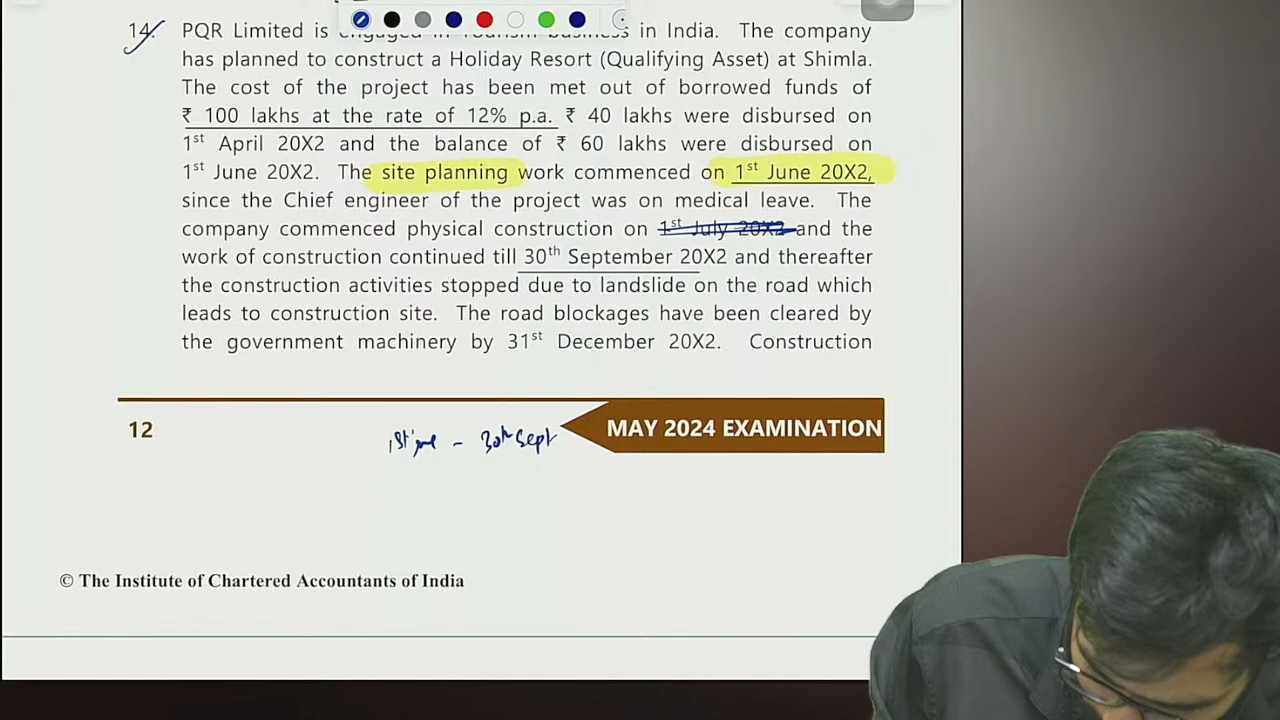 14. PQR Limited is engaged in Tourism business in India. The company
has planned to construct a Holiday Resort (Qualifying Asset) at Shimla.
The cost of the project has been met out of borrowed funds of
₹ 100 lakhs at the rate of 12% p.a. ₹ 40 lakhs were disbursed on
1st April 20X2 and the balance of ₹ 60 lakhs were disbursed on
1st June 20X2. The site planning work commenced on 1st June 20X2,
since the Chief engineer of the project was on medical leave. The
company commenced physical construction on 1st July 20X2 and the
work of construction continued till 30th September 20X2 and thereafter
the construction activities stopped due to landslide on the road which
leads to construction site. The road blockages have been cleared by
the government machinery by 31st December 20X2. Construction
12
1st june - 30th Sept
MAY 2024 EXAMINATION
© The Institute of Chartered Accountants of India